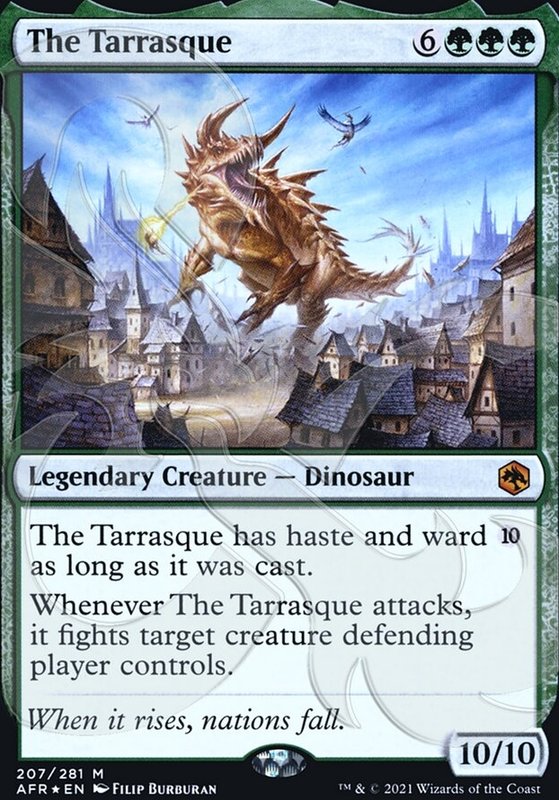 The Tarrasque 6
Legendary Creature — Dinosaur
The Tarrasque has haste and ward 10
as long as it was cast.
Whenever The Tarrasque attacks,
it fights target creature defending
player controls.
When it rises, nations fall.
10/10
207/281 M
AFR★EN Filip Burburan
™ & © 2021 Wizards of the Coast